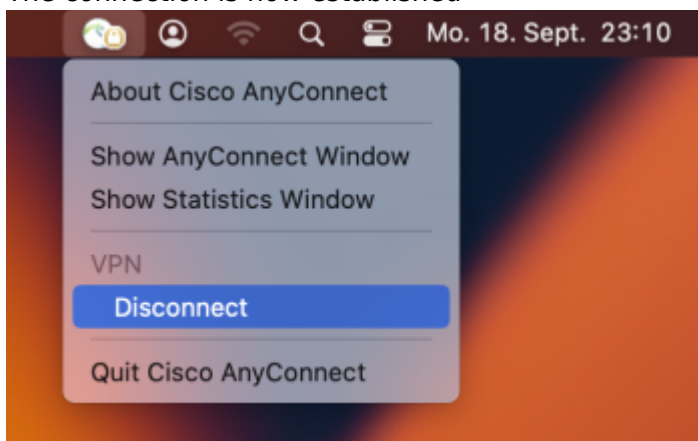 The connection is now established
Mo. 18. Sept. 23:10
About Cisco AnyConnect
Show AnyConnect Window
Show Statistics Window
VPN
Disconnect
Quit Cisco AnyConnect